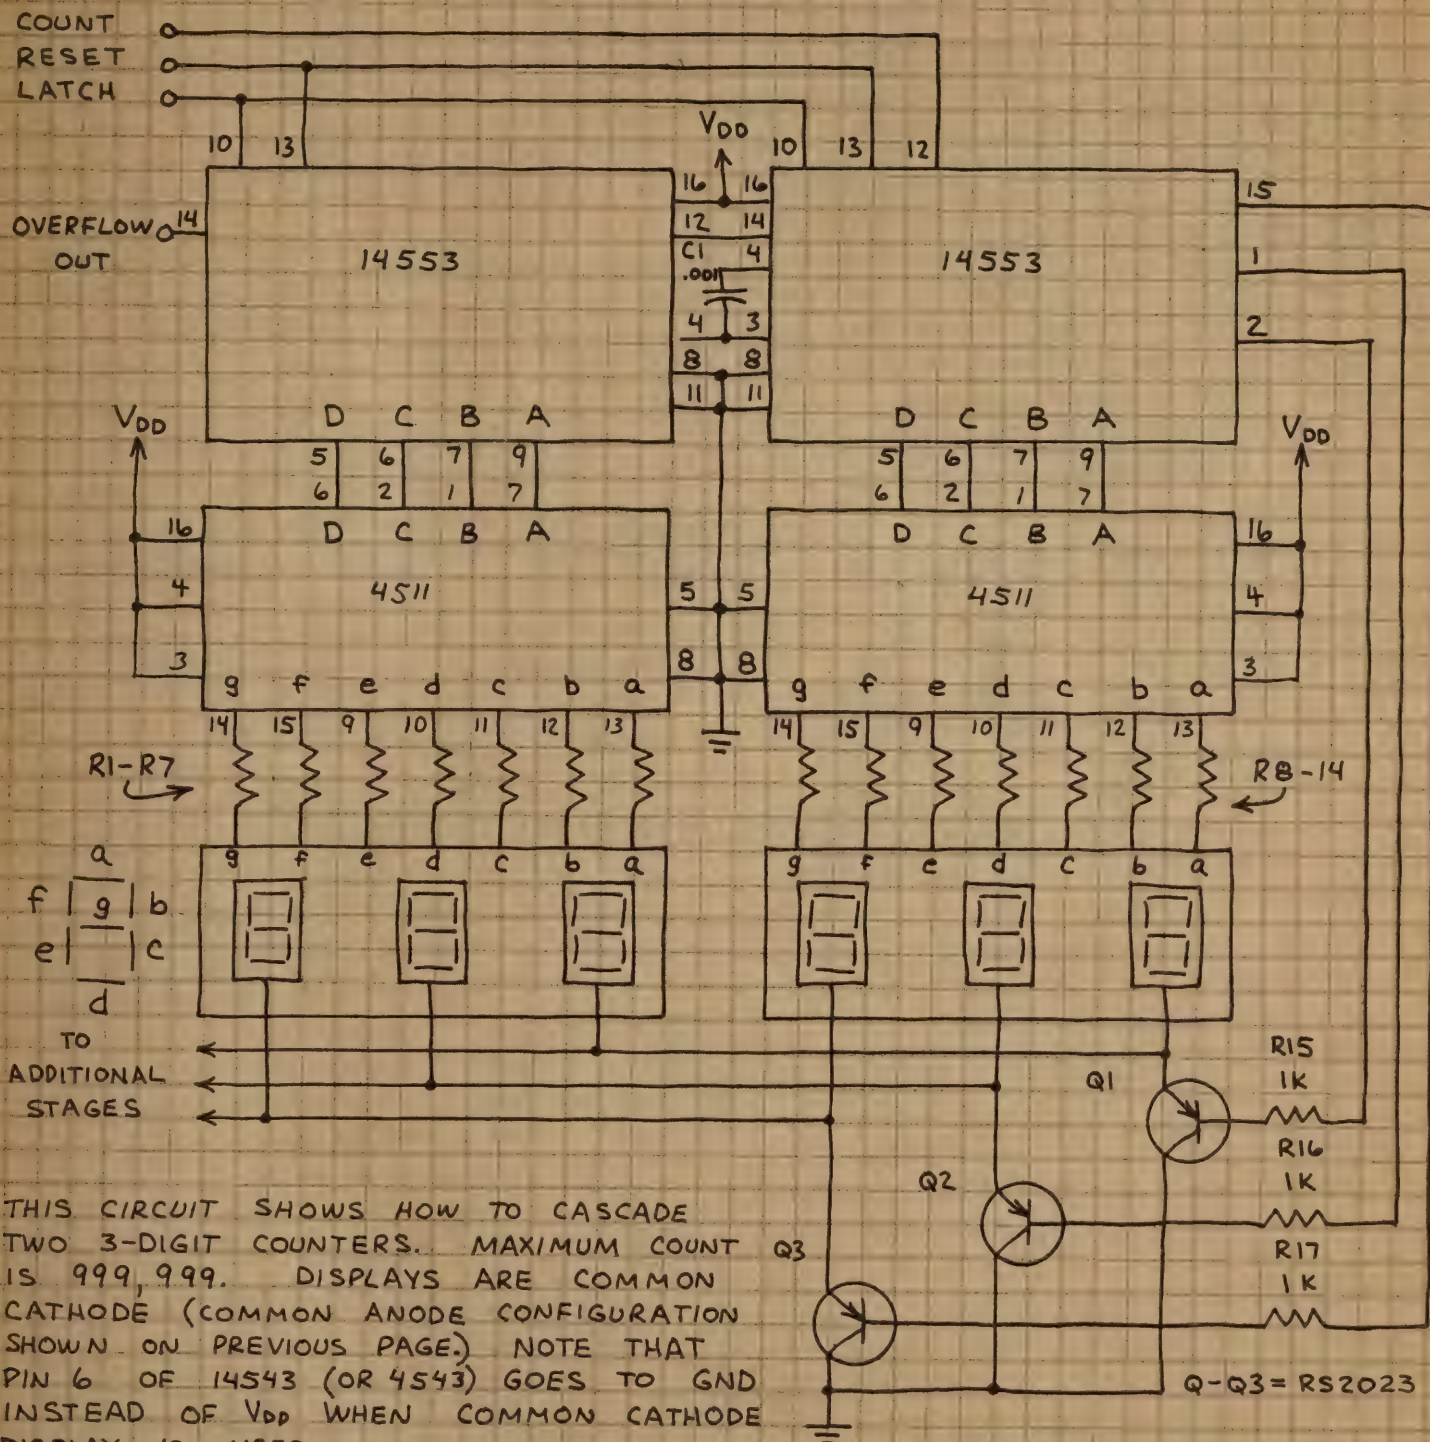 COUNT
RESET
LATCH
10 13 VDD 10 13 12
OVERFLOW 14
OUT
14553
16 16
12 14
C1 4
.001
4 3
8 8
11 11
14553
15
1
2
D C B A
5 6 7 9
6 2 1 7
D C B A
D C B A
5 6 7 9
6 2 1 7
D C B A
VDD
16
4
3
4511
5 5
8 8
4511
VDD
16
4
3
g f e d c b a
14 15 9 10 11 12 13
g f e d c b a
14 15 9 10 11 12 13
R1-R7
R8-14
g f e d c b a
g f e d c b a
a
f g b
e c
d
TO
ADDITIONAL
STAGES
Q1
R15
1K
Q2
R16
1K
Q3
R17
1K
THIS CIRCUIT SHOWS HOW TO CASCADE
TWO 3-DIGIT COUNTERS. MAXIMUM COUNT
IS 999,999. DISPLAYS ARE COMMON
CATHODE (COMMON ANODE CONFIGURATION
SHOWN ON PREVIOUS PAGE.) NOTE THAT
PIN 6 OF 14543 (OR 4543) GOES TO GND
INSTEAD OF VDD WHEN COMMON CATHODE
Q-Q3=RS2023